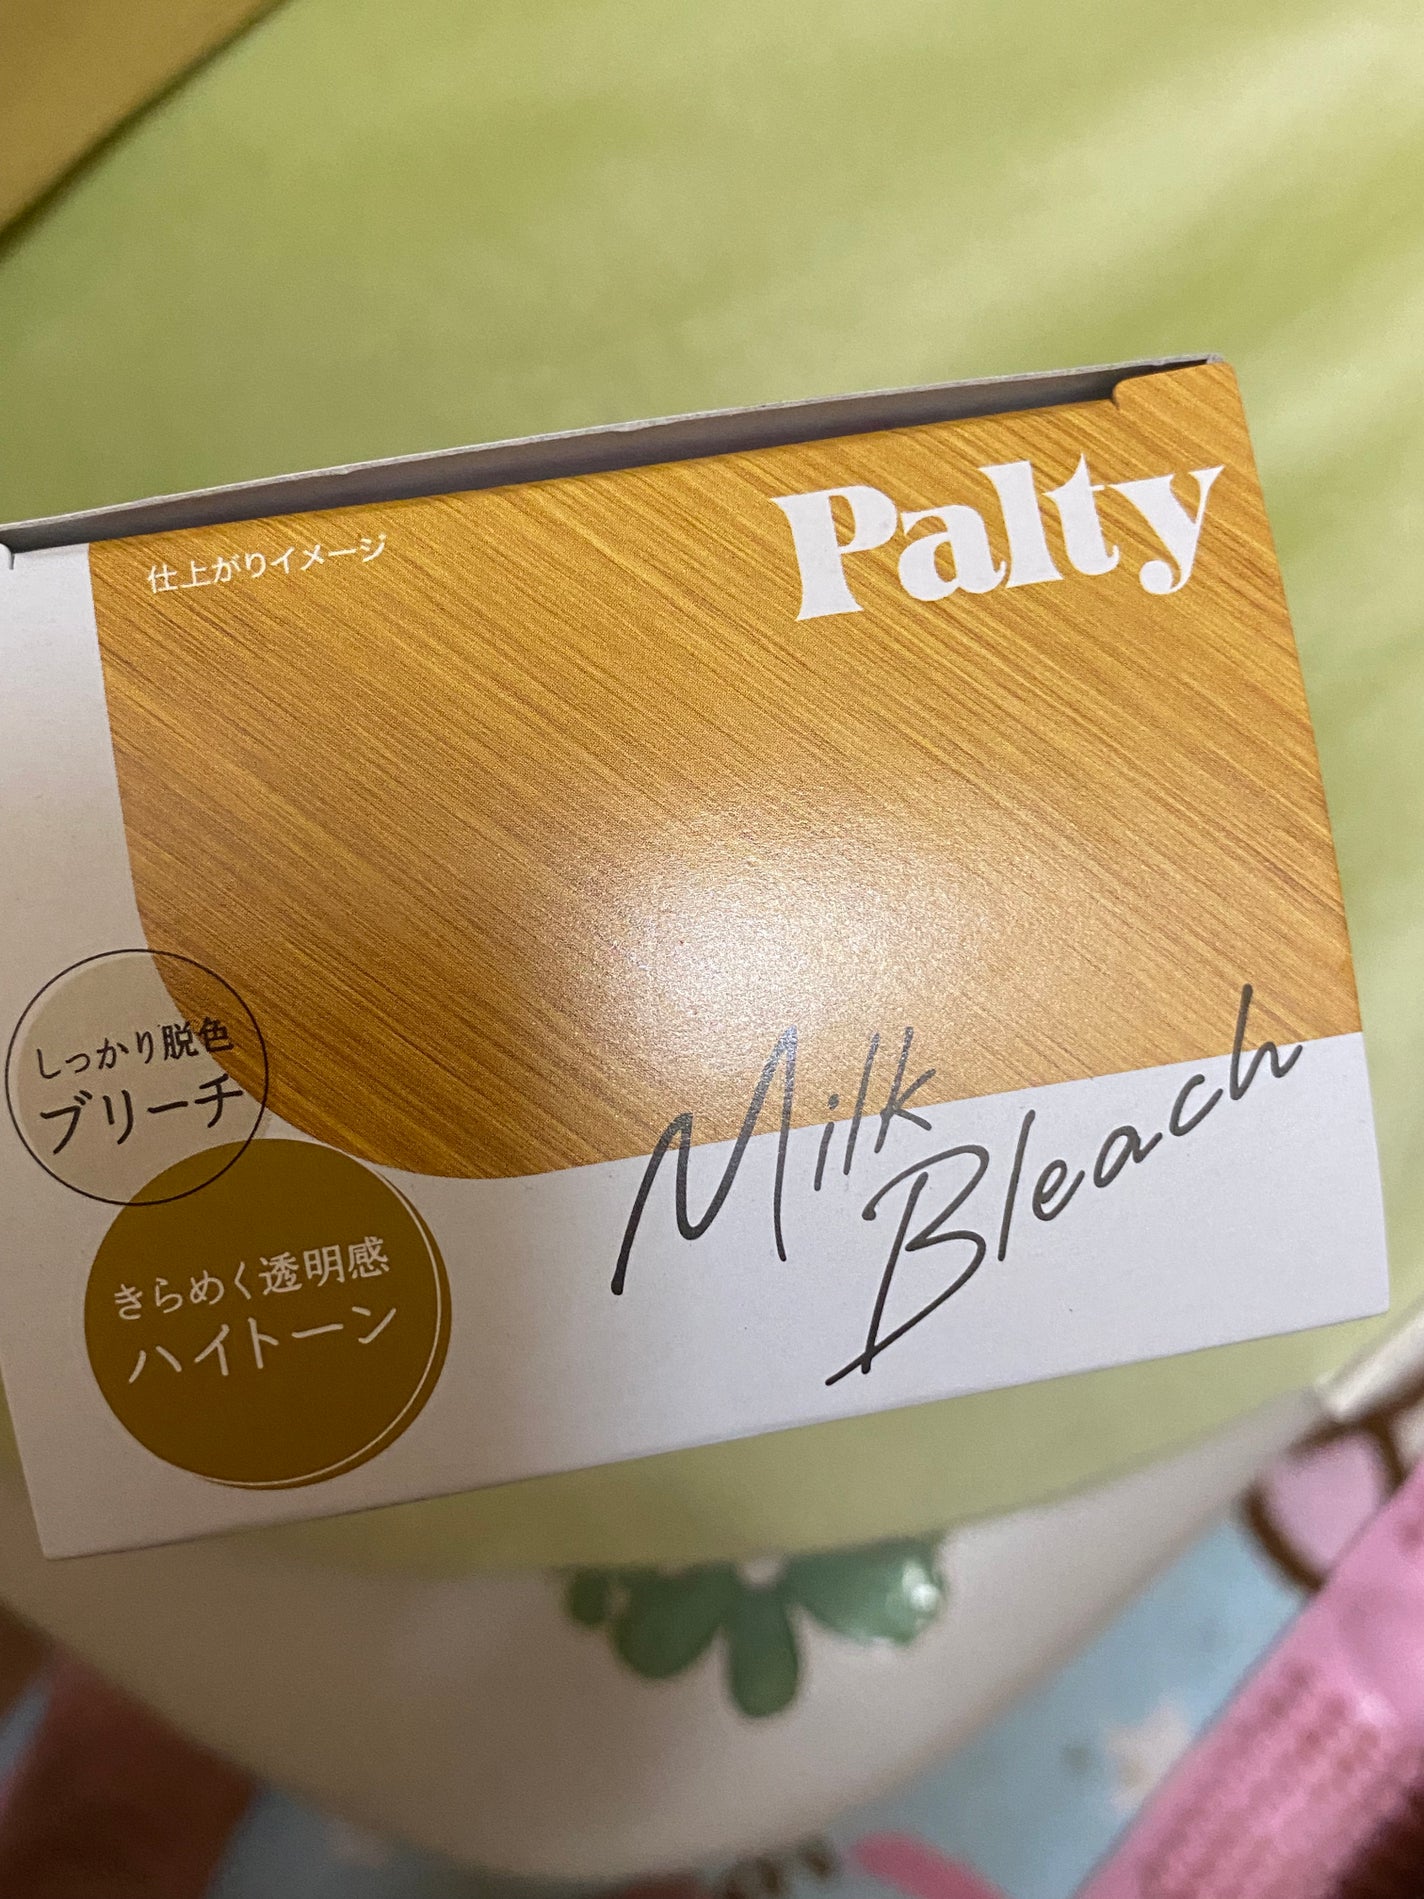 Palty
仕上がりイメージ
しっかり脱色
ブリーチ
きらめく透明感
ハイトーン
Milk
Bleach